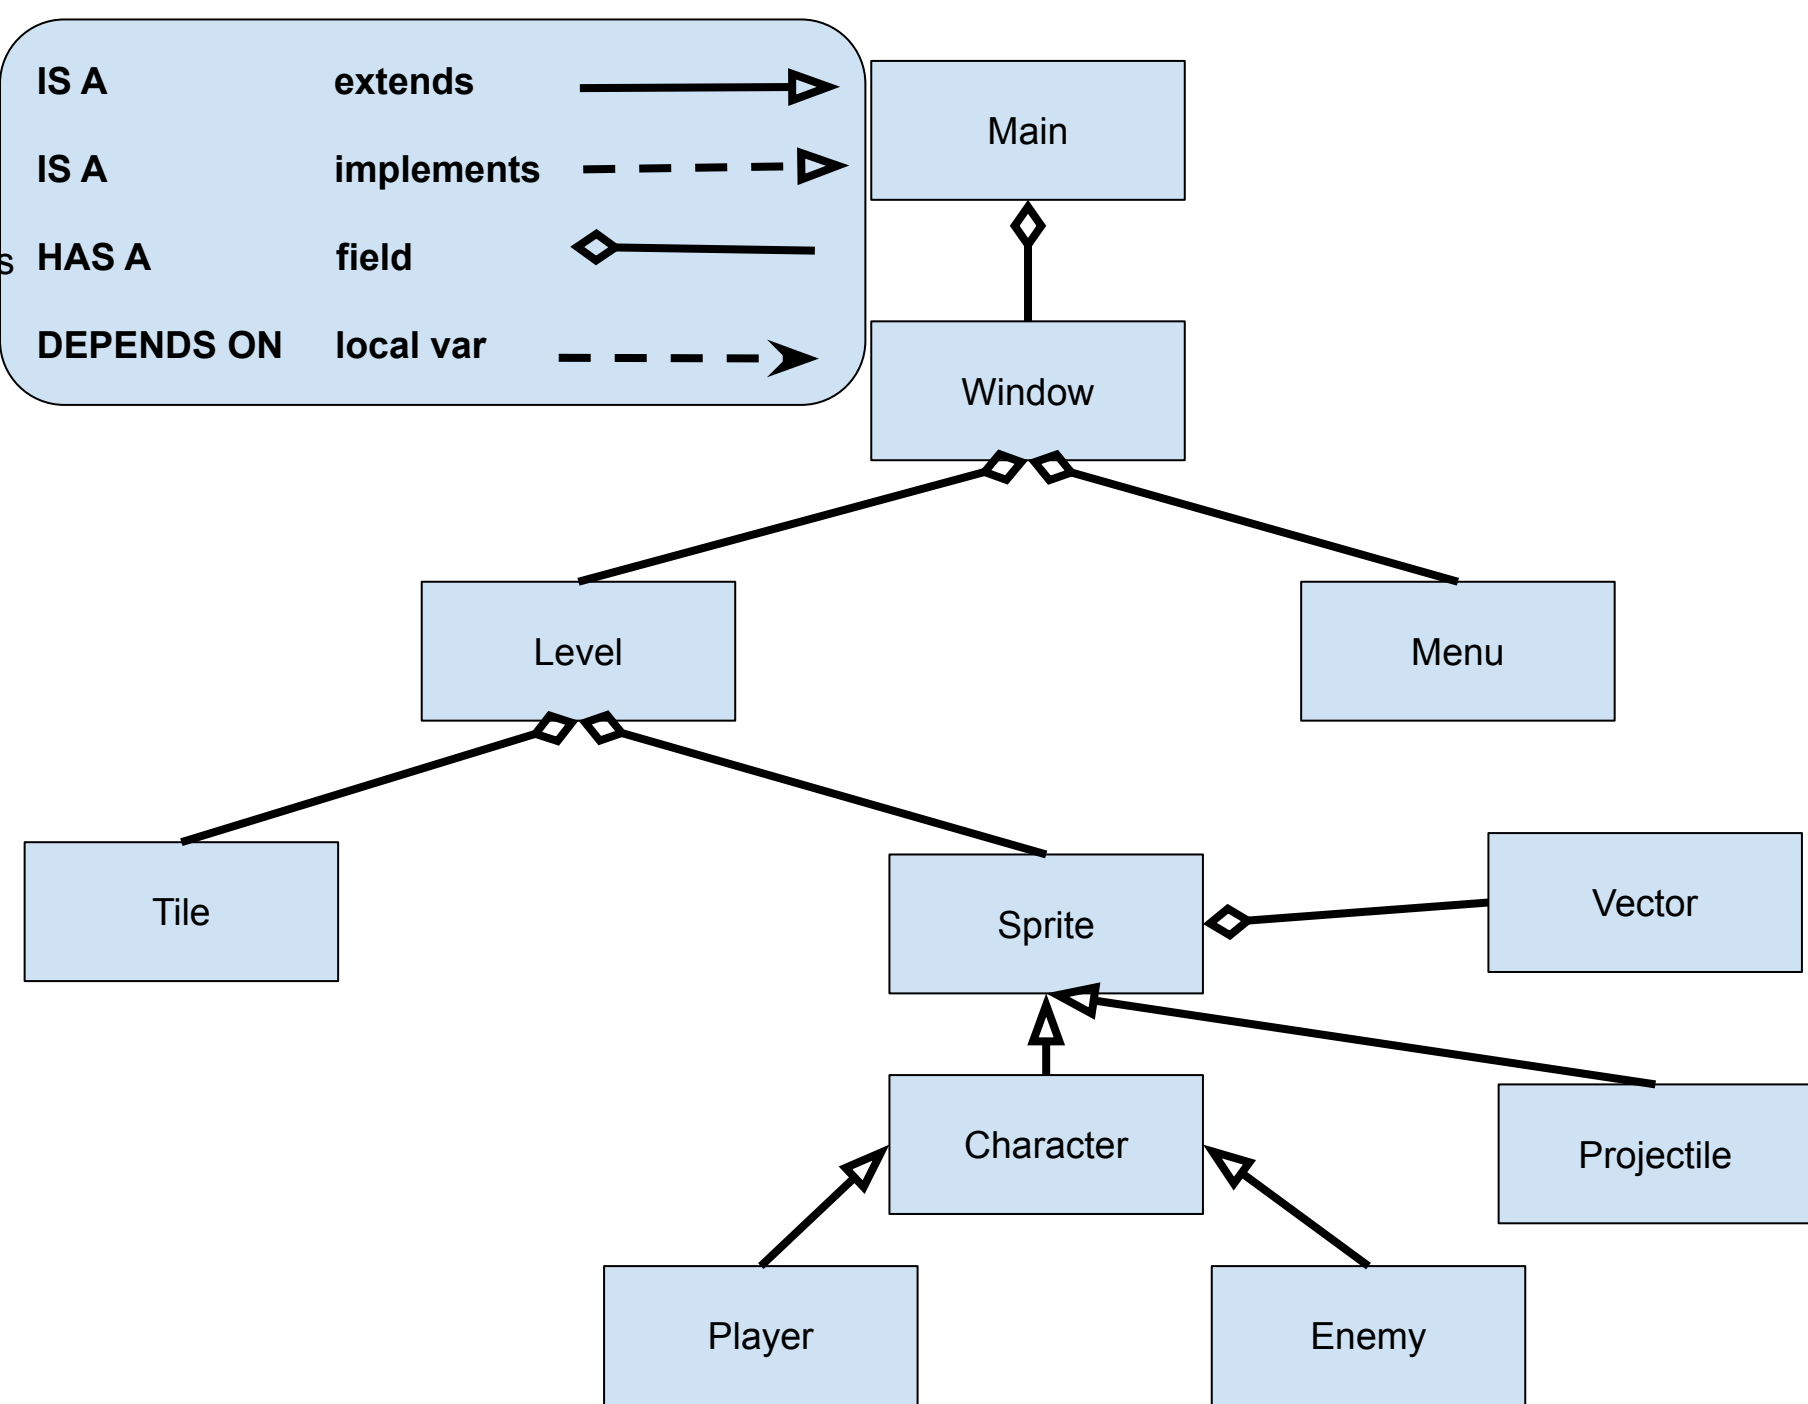 IS A extends
IS A implements
s HAS A field
DEPENDS ON local var
Main
Window
Level
Menu
Tile
Sprite
Vector
Character
Projectile
Player
Enemy